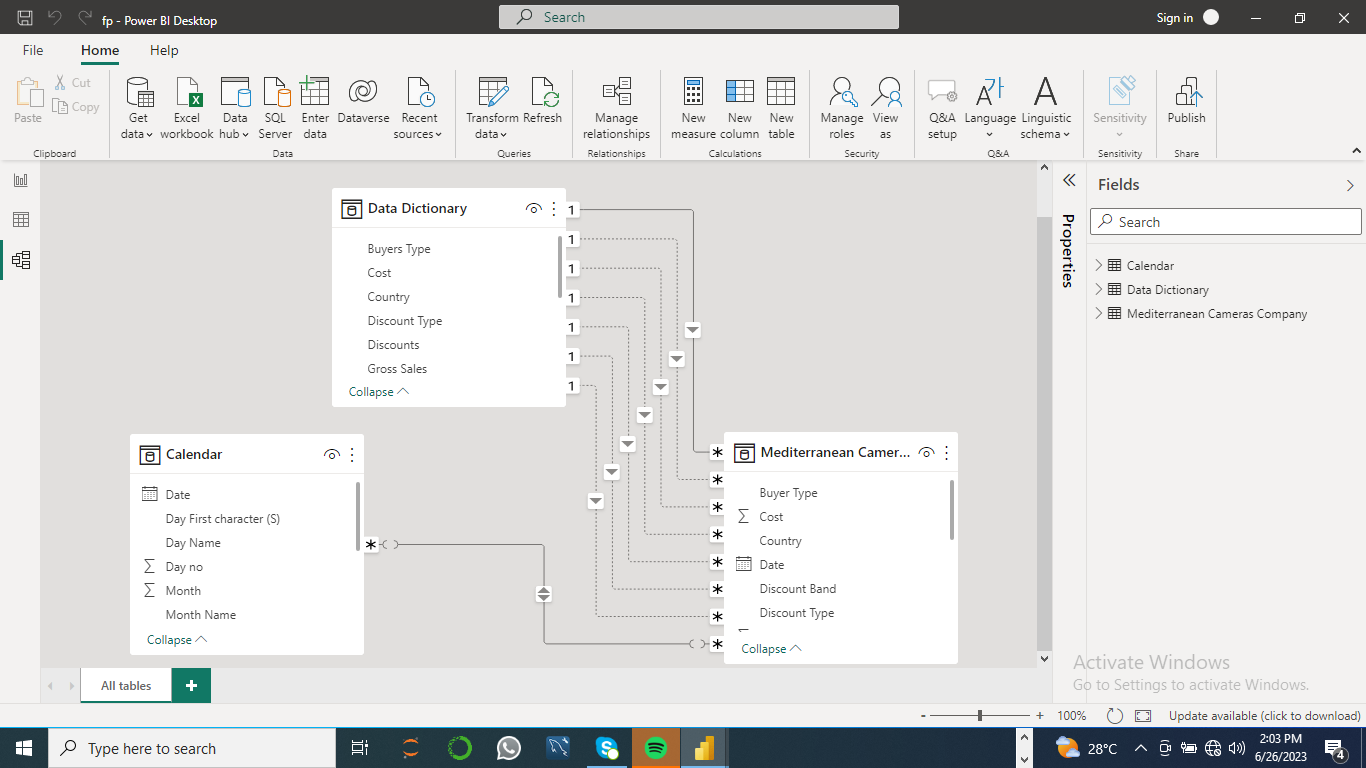 fp - Power BI Desktop
Search
Sign in
File
Home
Help
Paste
Cut
Copy
Clipboard
Get data
Excel workbook
Data hub
SQL Server
Enter data
Dataverse
Recent sources
Data
Transform data
Refresh
Queries
Manage relationships
Relationships
New measure
New column
New table
Calculations
Manage roles
View as
Security
Q&A setup
Language
Linguistic schema
Q&A
Sensitivity
Sensitivity
Publish
Share
Data Dictionary
Buyers Type
Cost
Country
Discount Type
Discounts
Gross Sales
Collapse
1
1
1
1
1
1
1
Calendar
Date
Day First character (S)
Day Name
Day no
Month
Month Name
Collapse
*
Mediterranean Camer...
Buyer Type
Cost
Country
Date
Discount Band
Discount Type
Collapse
*
*
*
*
*
*
*
*
Properties
Fields
Search
Calendar
Data Dictionary
Mediterranean Cameras Company
Activate Windows
Go to Settings to activate Windows.
All tables
+
- + 100%
Update available (click to download)
Type here to search
28°C
2:03 PM
6/26/2023
4